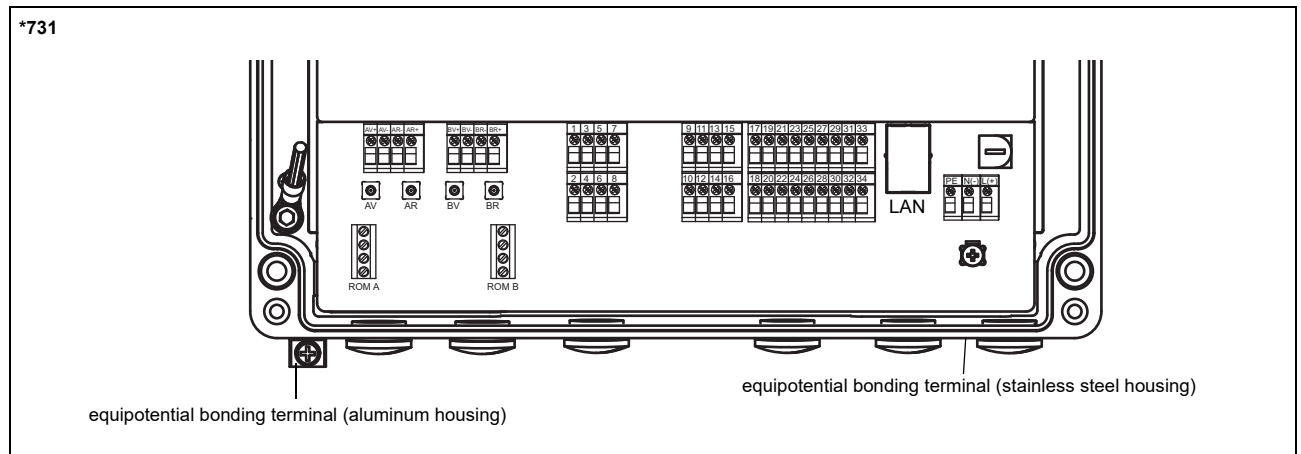 *731
AV+ AV- AR- AR+ BV+ BV- BR- BR+ 1 3 5 7 9 11 13 15 17 19 21 23 25 27 29 31 33
2 4 6 8 10 12 14 16 18 20 22 24 26 28 30 32 34 PE N(-) L(+)
AV AR BV BR LAN
ROM A ROM B
equipotential bonding terminal (stainless steel housing)
equipotential bonding terminal (aluminum housing)